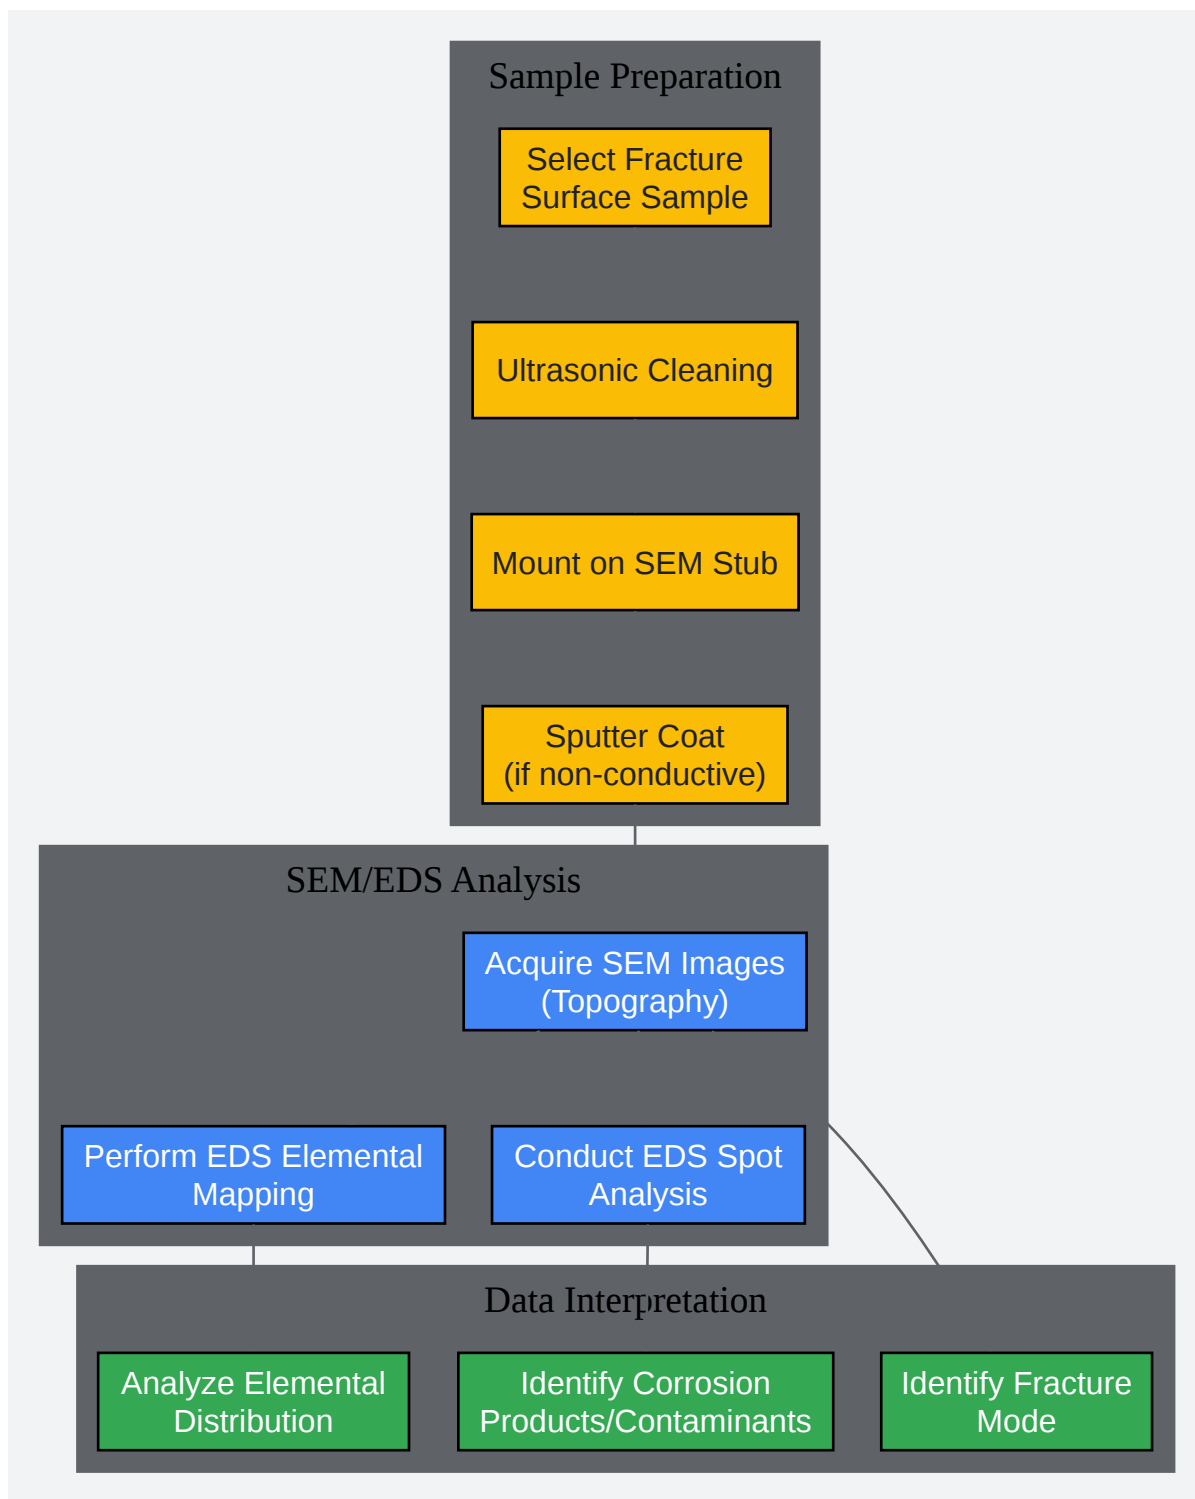 Sample Preparation
Select Fracture
Surface Sample
Ultrasonic Cleaning
Mount on SEM Stub
Sputter Coat
(if non-conductive)
SEM/EDS Analysis
Acquire SEM Images
(Topography)
Perform EDS Elemental
Mapping
Conduct EDS Spot
Analysis
Data Interpretation
Analyze Elemental
Distribution
Identify Corrosion
Products/Contaminants
Identify Fracture
Mode